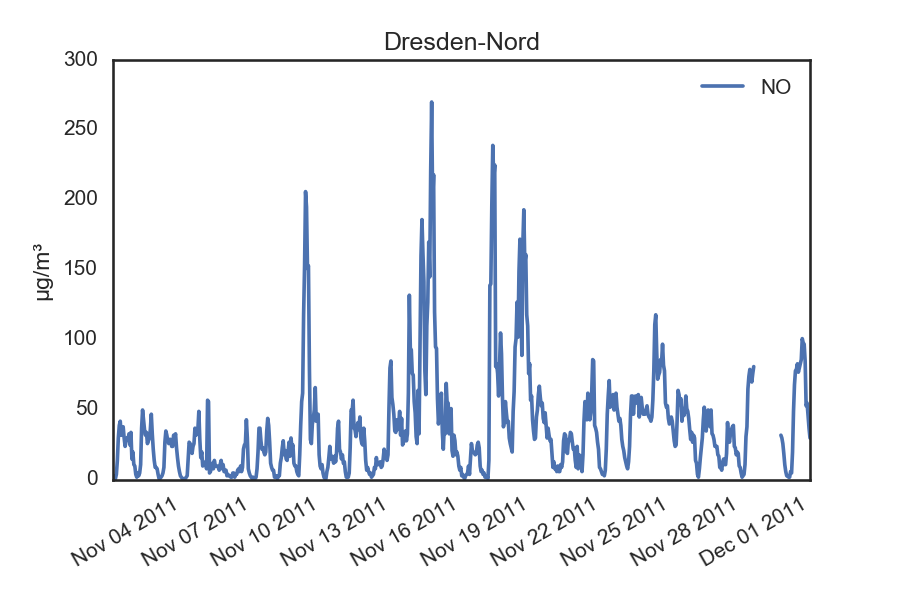 Dresden-Nord
300
NO
250
200
150
100
50
0
µg/m³
Nov 04 2011
Nov 07 2011
Nov 10 2011
Nov 13 2011
Nov 16 2011
Nov 19 2011
Nov 22 2011
Nov 25 2011
Nov 28 2011
Dec 01 2011